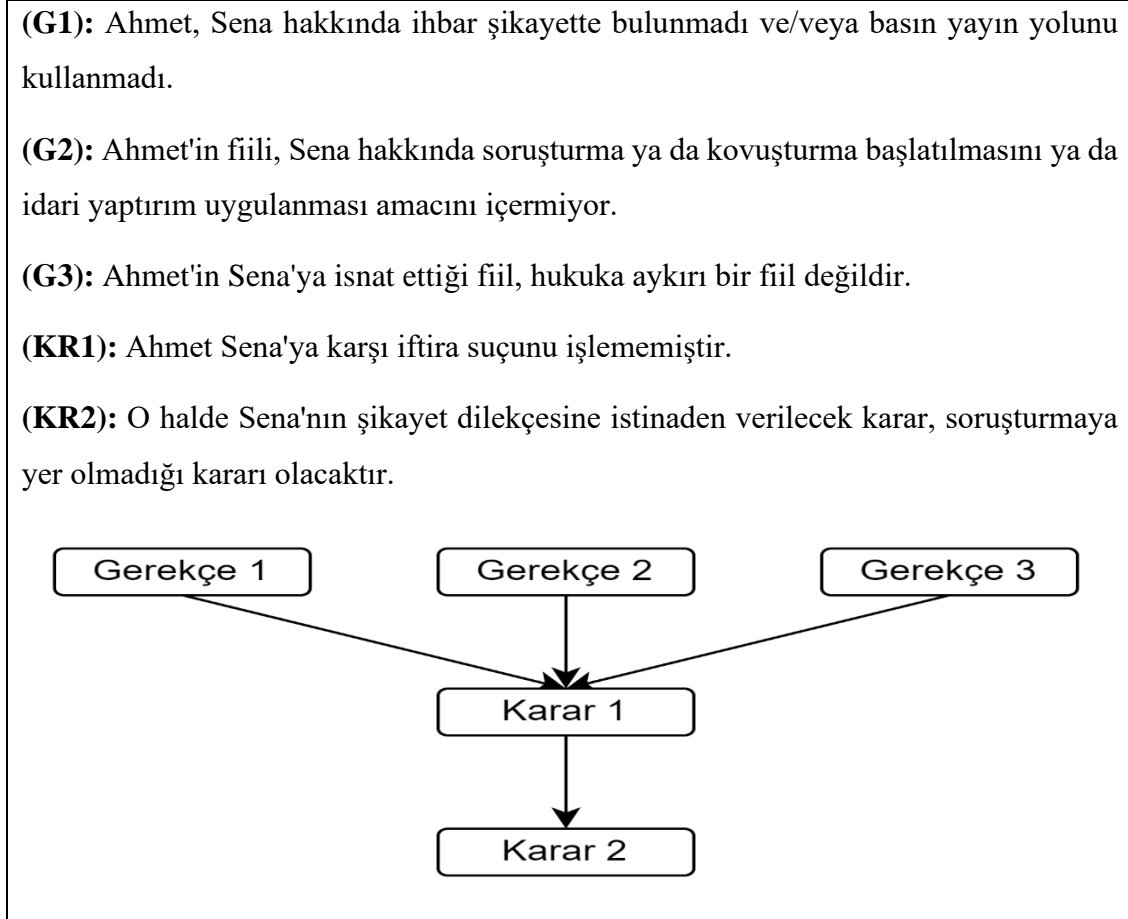 (G1): Ahmet, Sena hakkında ihbar şikayette bulunmadı ve/veya basın yayın yolunu
kullanmadı.
(G2): Ahmet'in fiili, Sena hakkında soruşturma ya da kovuşturma başlatılmasını ya da
idari yaptırım uygulanması amacını içermiyor.
(G3): Ahmet'in Sena'ya isnat ettiği fiil, hukuka aykırı bir fiil değildir.
(KR1): Ahmet Sena'ya karşı iftira suçunu işlememiştir.
(KR2): O halde Sena'nın şikayet dilekçesine istinaden verilecek karar, soruşturmaya
yer olmadığı kararı olacaktır.
Gerekçe 1
Gerekçe 2
Gerekçe 3
Karar 1
Karar 2